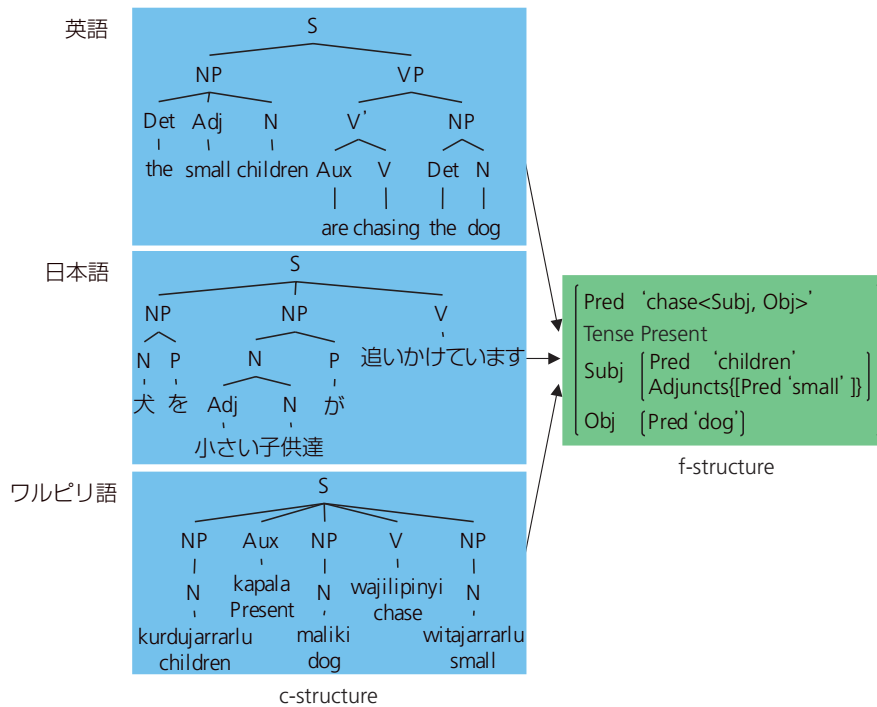 英語
S
NP VP
Det Adj N V' NP
the small children Aux V Det N
are chasing the dog
日本語
S
NP NP V
N P N P 追いかけています
犬 を Adj N が
小さい子供達
ワルピリ語
S
NP Aux NP V NP
N kapala Present N wajilipinyi chase N
kurdujarrarlu children maliki dog witajarrarlu small
c-structure
Pred 'chase<Subj, Obj>'
Tense Present
Subj [Pred 'children'
Adjuncts{[Pred 'small' ]}]
Obj [Pred 'dog']
f-structure